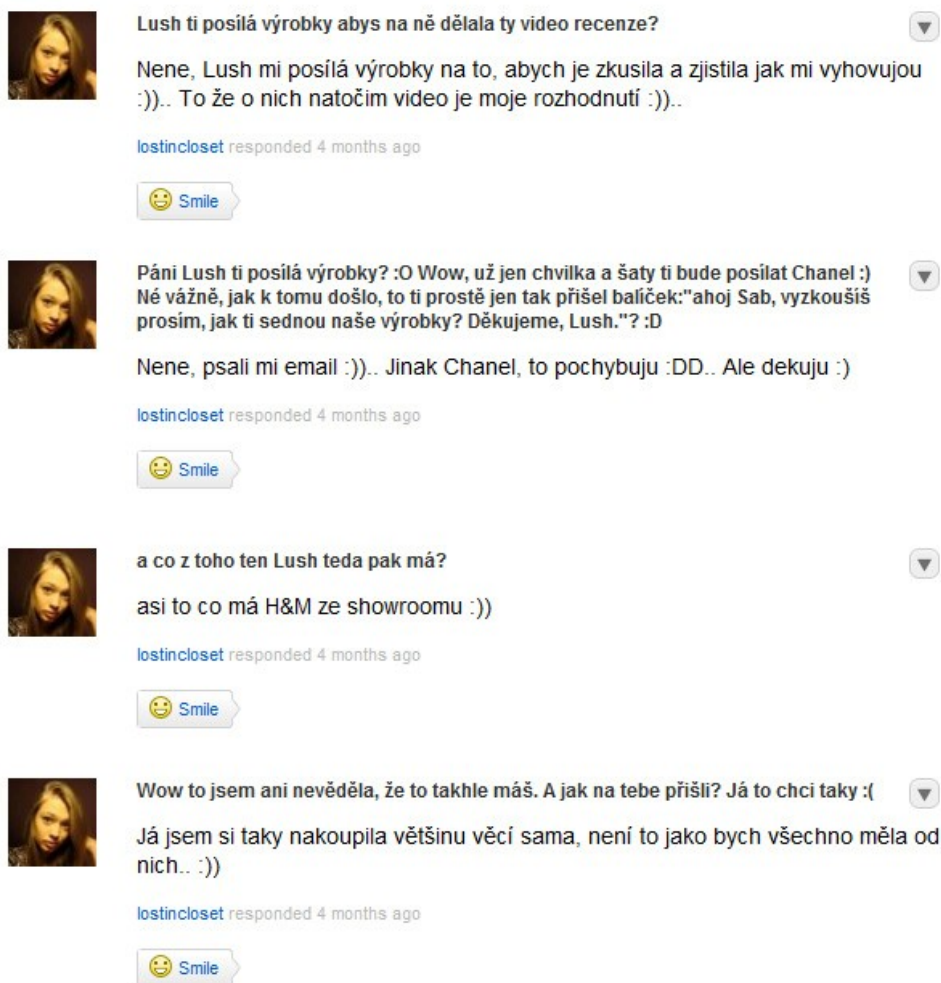 Lush ti posílá výrobky abys na ně dělala ty video recenze?
Nene, Lush mi posílá výrobky na to, abych je zkusila a zjistila jak mi vyhovujou
:)).. To že o nich natočim video je moje rozhodnutí :))..
lostincloset responded 4 months ago
Smile
Páni Lush ti posílá výrobky? :O Wow, už jen chvilka a šaty ti bude posílat Chanel :)
Né vážně, jak k tomu došlo, to ti prostě jen tak přišel balíček:"ahoj Sab, vyzkoušíš
prosím, jak ti sednou naše výrobky? Děkujeme, Lush."? :D
Nene, psali mi email :)).. Jinak Chanel, to pochybuju :DD.. Ale dekuju :)
lostincloset responded 4 months ago
Smile
a co z toho ten Lush teda pak má?
asi to co má H&M ze showroomu :))
lostincloset responded 4 months ago
Smile
Wow to jsem ani nevěděla, že to takhle máš. A jak na tebe přišli? Já to chci taky :(
Já jsem si taky nakoupila většinu věcí sama, není to jako bych všechno měla od
nich.. :))
lostincloset responded 4 months ago
Smile